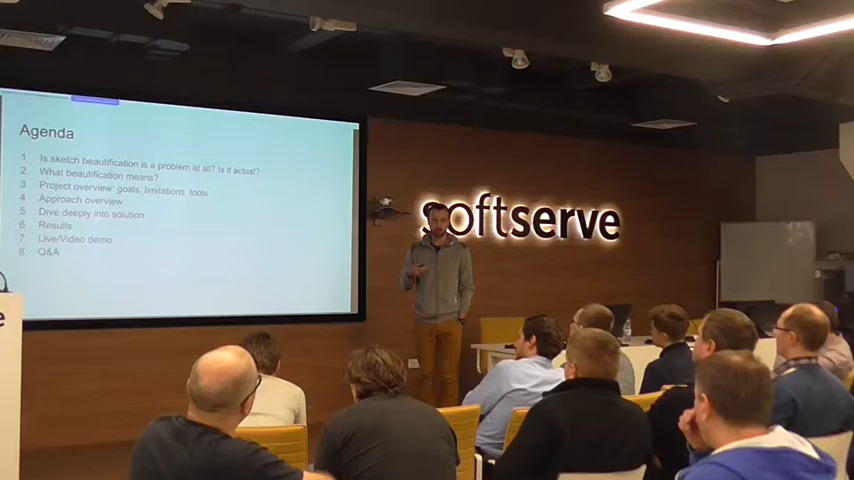 Agenda
1 Is sketch beautification is a problem at all? Is it actual?
2. What beautification means?
3 Project overview: goals, limitations, tools
4 Approach overview
5 Dive deeply into solution
6 Results
7. Live/Video demo
8 Q&A
softserve